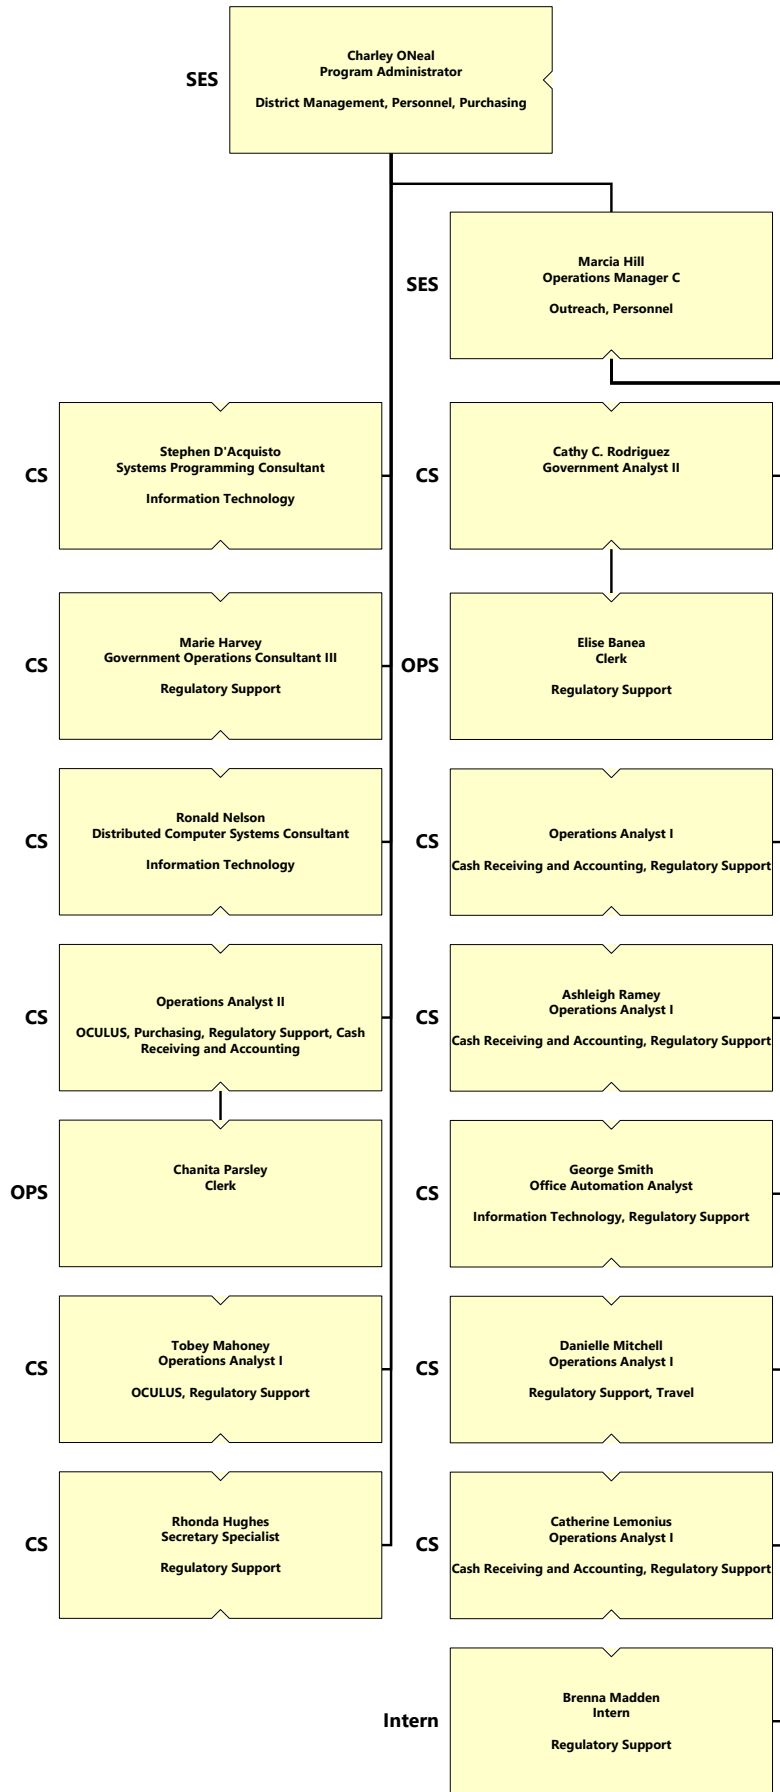 SES
Charley ONeal
Program Administrator
District Management, Personnel, Purchasing
SES
Marcia Hill
Operations Manager C
Outreach, Personnel
CS
Stephen D'Acquisto
Systems Programming Consultant
Information Technology
CS
Cathy C. Rodriguez
Government Analyst II
CS
Marie Harvey
Government Operations Consultant III
Regulatory Support
OPS
Elise Banea
Clerk
Regulatory Support
CS
Ronald Nelson
Distributed Computer Systems Consultant
Information Technology
CS
Operations Analyst I
Cash Receiving and Accounting, Regulatory Support
CS
Operations Analyst II
OCULUS, Purchasing, Regulatory Support, Cash
Receiving and Accounting
CS
Ashleigh Ramey
Operations Analyst I
Cash Receiving and Accounting, Regulatory Support
OPS
Chanita Parsley
Clerk
CS
George Smith
Office Automation Analyst
Information Technology, Regulatory Support
CS
Tobey Mahoney
Operations Analyst I
OCULUS, Regulatory Support
CS
Danielle Mitchell
Operations Analyst I
Regulatory Support, Travel
CS
Rhonda Hughes
Secretary Specialist
Regulatory Support
CS
Catherine Lemonius
Operations Analyst I
Cash Receiving and Accounting, Regulatory Support
Intern
Brenna Madden
Intern
Regulatory Support